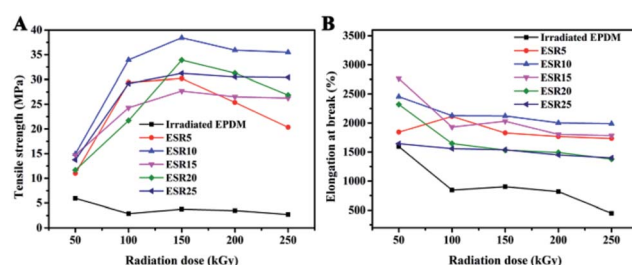 A
Tensile strength (MPa)
40
35
30
25
20
15
10
5
0
Irradiated EPDM
ESR5
ESR10
ESR15
ESR20
ESR25
50 100 150 200 250
Radiation dose (kGy)
B
Elongation at break (%)
3500
3000
2500
2000
1500
1000
500
Irradiated EPDM
ESR5
ESR10
ESR15
ESR20
ESR25
50 100 150 200 250
Radiation dose (kGy)